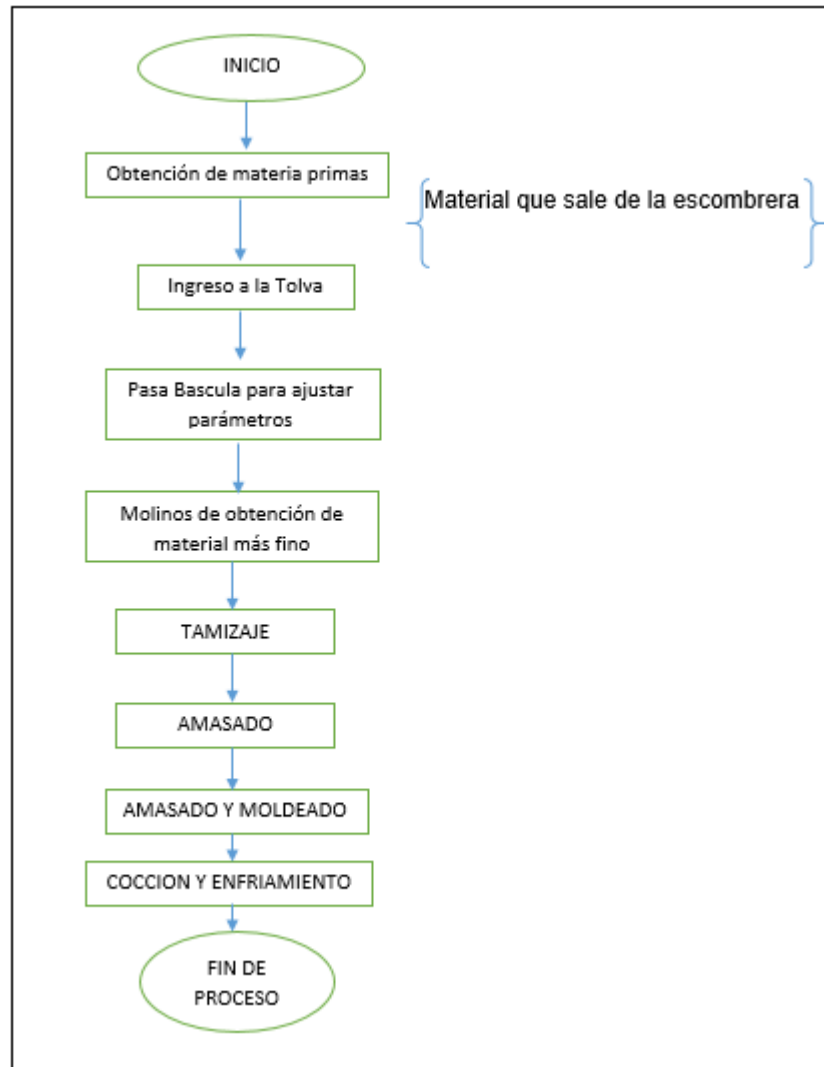 INICIO
Obtención de materia primas
Material que sale de la escombrera
Ingreso a la Tolva
Pasa Bascula para ajustar
parámetros
Molinos de obtención de
material más fino
TAMIZAJE
AMASADO
AMASADO Y MOLDEADO
COCCION Y ENFRIAMIENTO
FIN DE
PROCESO